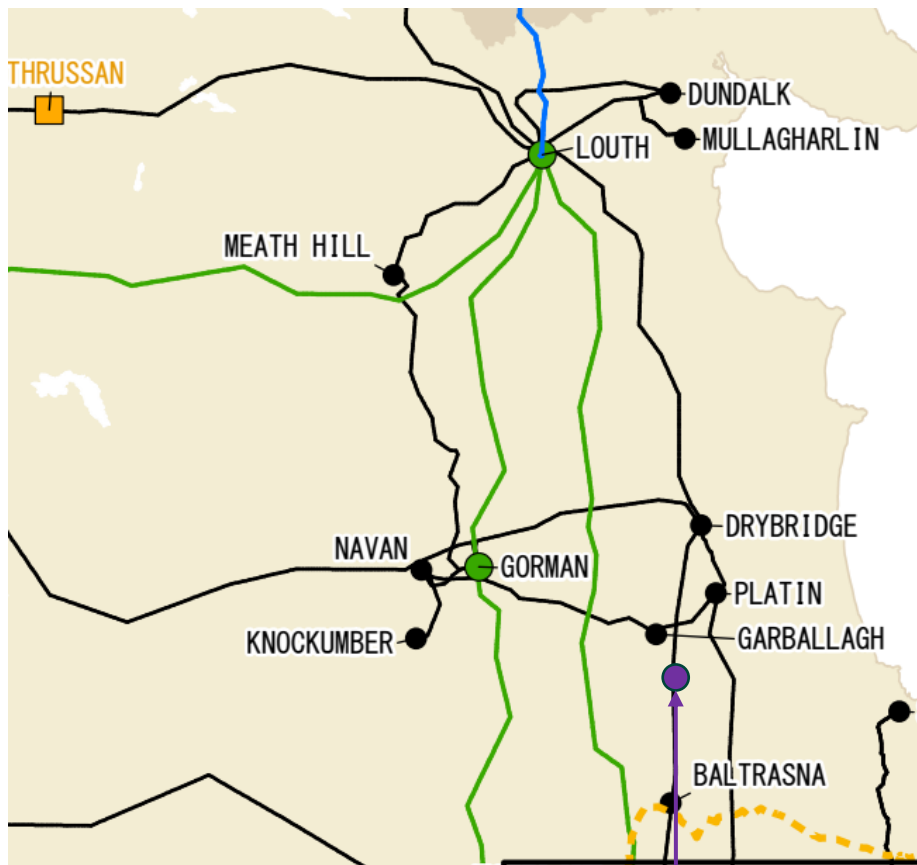 THRUSSAN
DUNDALK
MULLAGHARLIN
LOUTH
MEATH HILL
DRYBRIDGE
NAVAN
GORMAN
PLATIN
KNOCKUMBER
GARBALLAGH
BALTRASNA